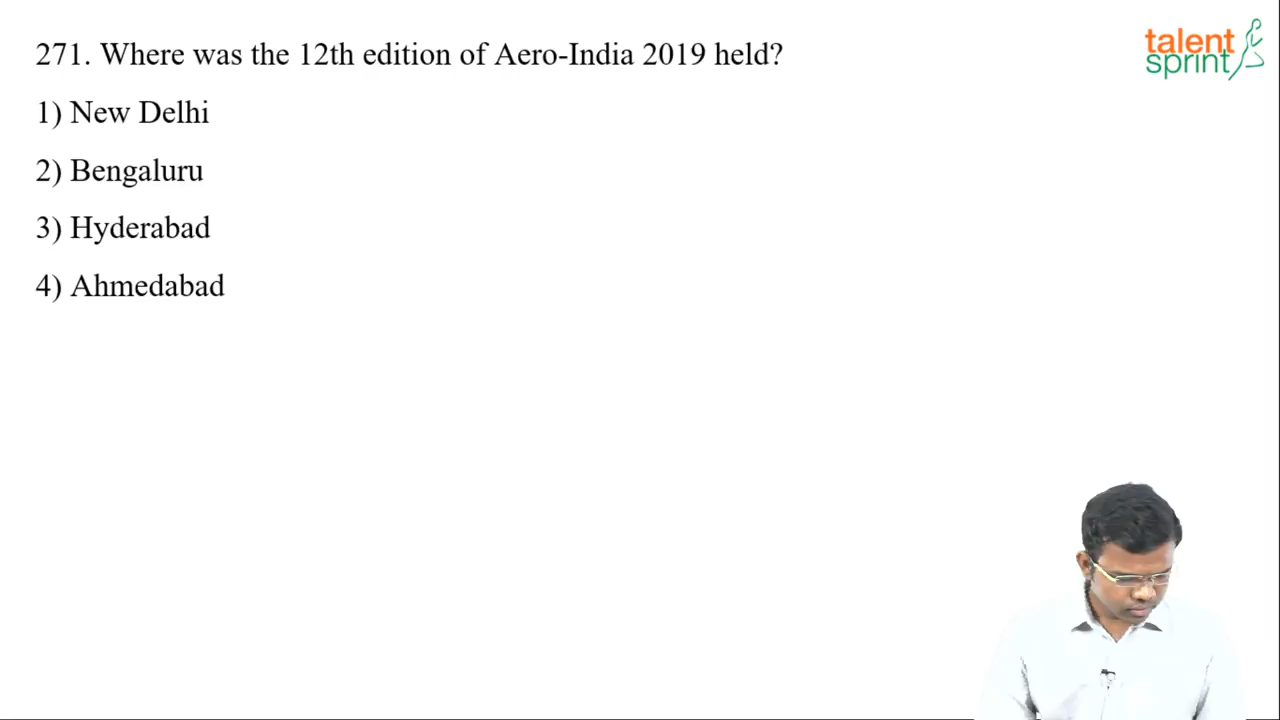 271. Where was the 12th edition of Aero-India 2019 held?
1) New Delhi
2) Bengaluru
3) Hyderabad
4) Ahmedabad
talent
sprint